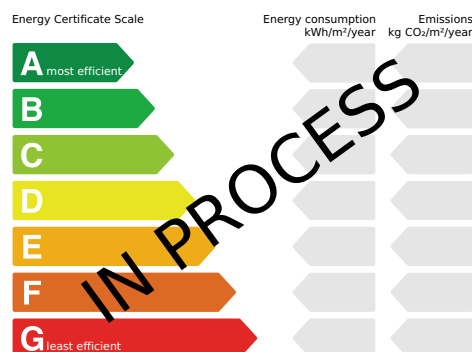 Energy Certificate Scale
Energy consumption
kWh/m²/year
Emissions
kg CO₂/m²/year
A most efficient
B
C
D
E
F
G least efficient
IN PROCESS